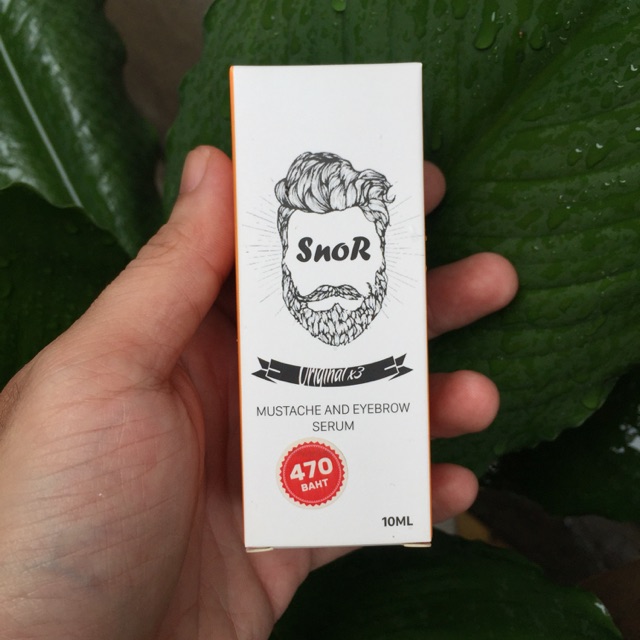 SnoR
Original x3
MUSTACHE AND EYEBROW
SERUM
470
BAHT
10ML